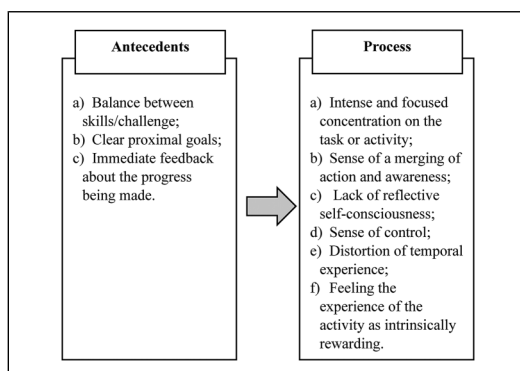 Antecedents
a) Balance between
skills/challenge;
b) Clear proximal goals;
c) Immediate feedback
about the progress
being made.
Process
a) Intense and focused
concentration on the
task or activity;
b) Sense of a merging of
action and awareness;
c) Lack of reflective
self-consciousness;
d) Sense of control;
e) Distortion of temporal
experience;
f) Feeling the
experience of the
activity as intrinsically
rewarding.